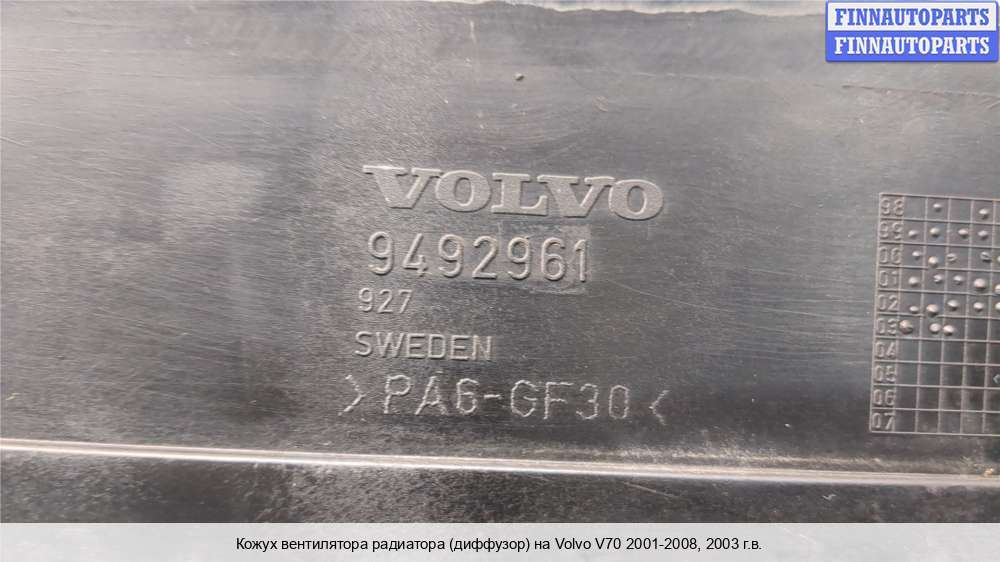 FINNAUTOPARTS
FINNAUTOPARTS
VOLVO
9492961
927
SWEDEN
>PA6-GF30<
98
99
00
01
02
03
04
05
06
07
Кожух вентилятора радиатора (диффузор) на Volvo V70 2001-2008, 2003 г.в.